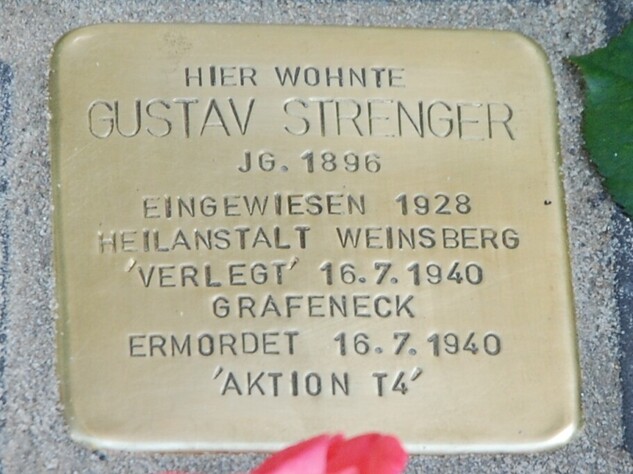 HIER WOHNTE
GUSTAV STRENGER
JG. 1896
EINGEWIESEN 1928
HEILANSTALT WEINSBERG
'VERLEGT' 16.7.1940
GRAFENECK
ERMORDET 16.7.1940
'AKTION T4'